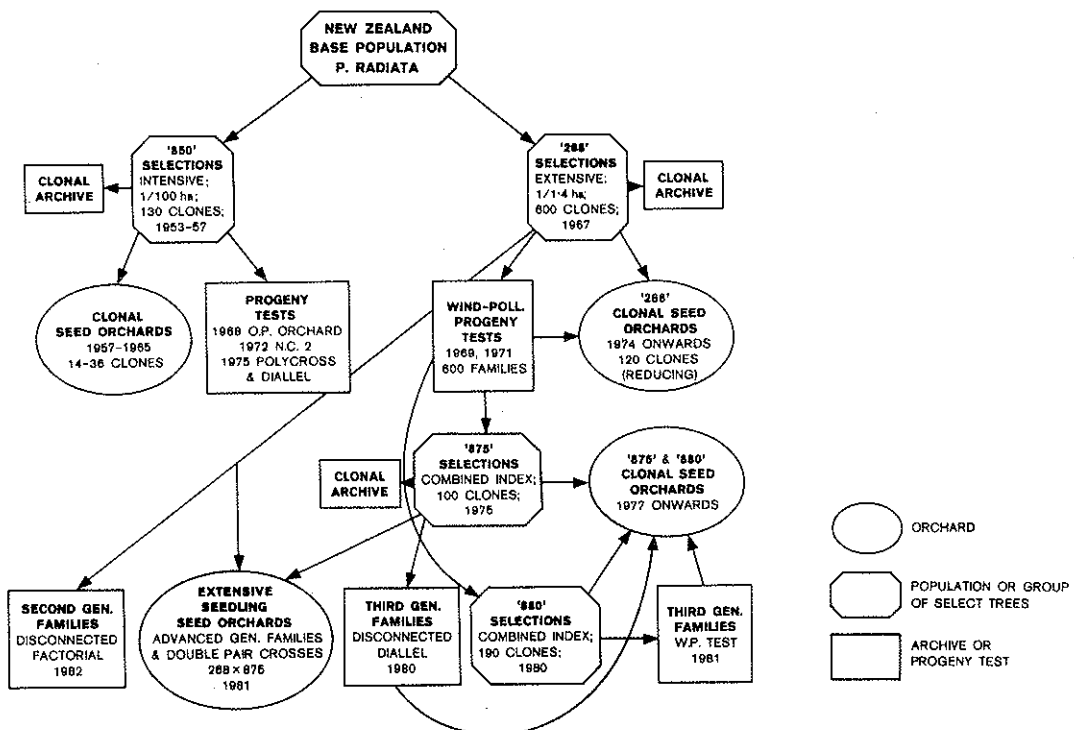 NEW ZEALAND
BASE POPULATION
P. RADIATA
'850'
SELECTIONS
INTENSIVE;
1/100 ha;
130 CLONES;
1953-57
CLONAL
ARCHIVE
'268'
SELECTIONS
EXTENSIVE;
1/1·4 ha;
600 CLONES;
1967
CLONAL
ARCHIVE
CLONAL
SEED ORCHARDS
1957-1965
14-36 CLONES
PROGENY
TESTS
1968 O.P. ORCHARD
1972 N.C. 2
1975 POLYCROSS
& DIALLEL
WIND-POLL.
PROGENY
TESTS
1969, 1971
600 FAMILIES
'268'
CLONAL SEED
ORCHARDS
1974 ONWARDS
120 CLONES
(REDUCING)
CLONAL
ARCHIVE
'875'
SELECTIONS
COMBINED INDEX;
100 CLONES;
1975
'875' & '880'
CLONAL SEED
ORCHARDS
1977 ONWARDS
SECOND GEN.
FAMILIES
DISCONNECTED
FACTORIAL
1982
EXTENSIVE
SEEDLING
SEED ORCHARDS
ADVANCED GEN. FAMILIES
& DOUBLE PAIR CROSSES
268 × 875
1981
THIRD GEN.
FAMILIES
DISCONNECTED
DIALLEL
1980
'880'
SELECTIONS
COMBINED INDEX;
190 CLONES;
1980
THIRD GEN.
FAMILIES
W.P. TEST
1981
ORCHARD
POPULATION OR GROUP
OF SELECT TREES
ARCHIVE OR
PROGENY TEST